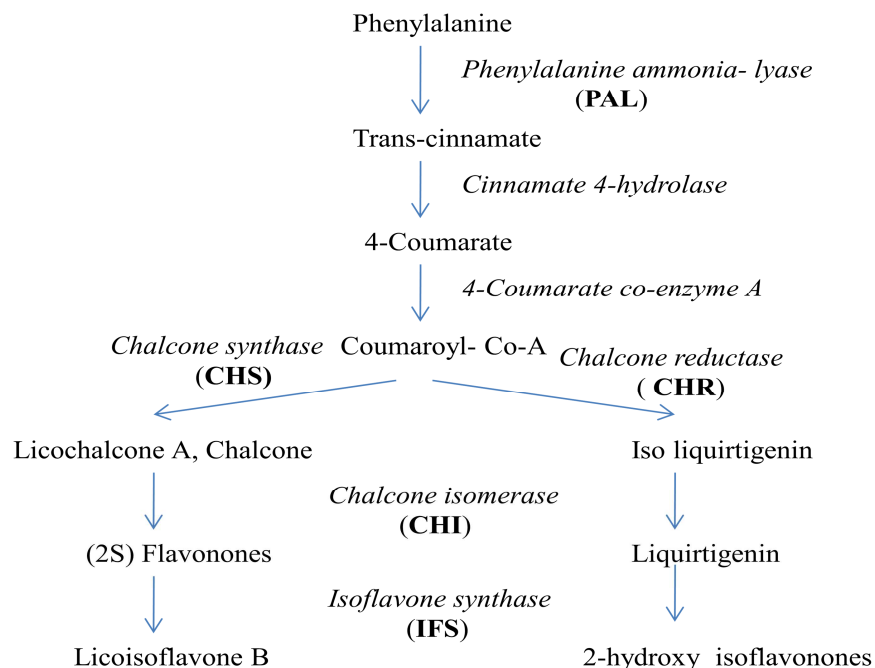 Phenylalanine
Phenylalanine ammonia- lyase
(PAL)
Trans-cinnamate
Cinnamate 4-hydrolase
4-Coumarate
4-Coumarate co-enzyme A
Chalcone synthase
(CHS)
Coumaroyl- Co-A
Chalcone reductase
( CHR)
Licochalcone A, Chalcone
Iso liquirtigenin
Chalcone isomerase
(CHI)
(2S) Flavonones
Liquirtigenin
Isoflavone synthase
(IFS)
Licoisoflavone B
2-hydroxy isoflavonones